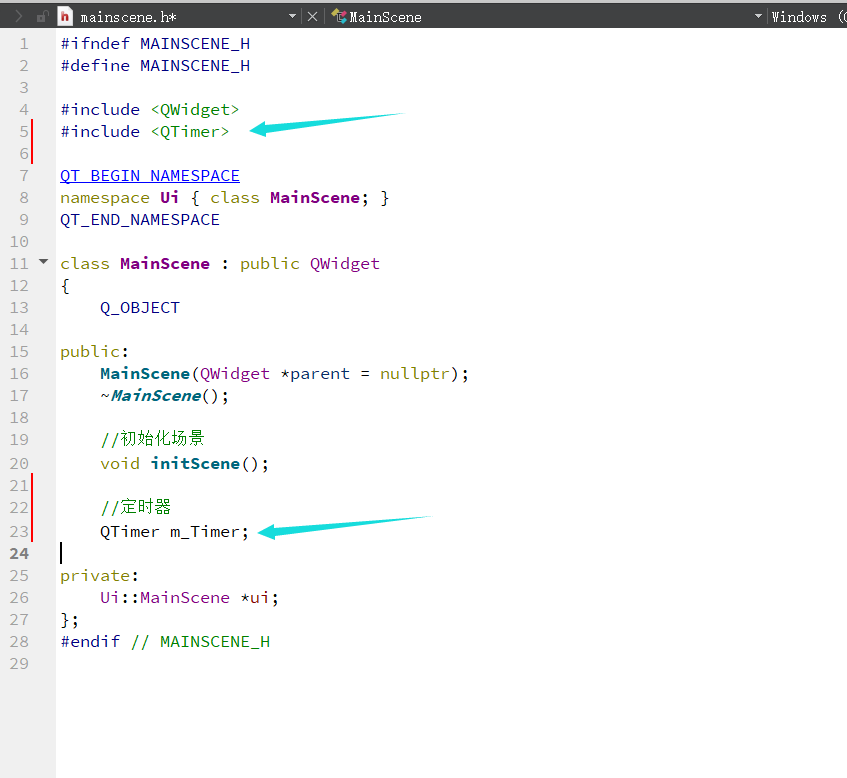 mainscene.h*
MainScene
Windows (
1 #ifndef MAINSCENE_H
2 #define MAINSCENE_H
3
4 #include <QWidget>
5 #include <QTimer>
6
7 QT_BEGIN_NAMESPACE
8 namespace Ui { class MainScene; }
9 QT_END_NAMESPACE
10
11 class MainScene : public QWidget
12 {
13     Q_OBJECT
14
15 public:
16     MainScene(QWidget *parent = nullptr);
17     ~MainScene();
18
19     //初始化场景
20     void initScene();
21
22     //定时器
23     QTimer m_Timer;
24
25 private:
26     Ui::MainScene *ui;
27 };
28 #endif // MAINSCENE_H
29